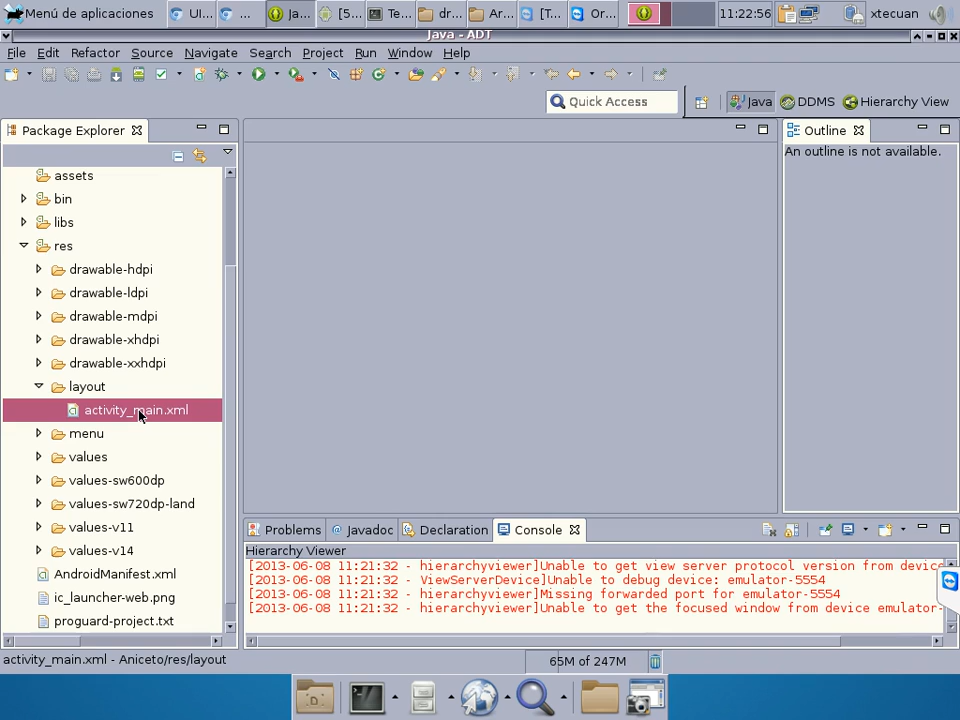 Menú de aplicaciones
UI...
...
Ja...
[5...
Te...
dr...
Ar...
[T...
Or...
11:22:56
xtecuan
Java - ADT
File Edit Refactor Source Navigate Search Project Run Window Help
Quick Access
Java
DDMS
Hierarchy View
Package Explorer
Outline
An outline is not available.
assets
bin
libs
res
drawable-hdpi
drawable-ldpi
drawable-mdpi
drawable-xhdpi
drawable-xxhdpi
layout
activity_main.xml
menu
values
values-sw600dp
values-sw720dp-land
values-v11
values-v14
AndroidManifest.xml
ic_launcher-web.png
proguard-project.txt
Problems
Javadoc
Declaration
Console
Hierarchy Viewer
[2013-06-08 11:21:32 - hierarchyviewer]Unable to get view server protocol version from device
[2013-06-08 11:21:32 - ViewServerDevice]Unable to debug device: emulator-5554
[2013-06-08 11:21:32 - hierarchyviewer]Missing forwarded port for emulator-5554
[2013-06-08 11:21:32 - hierarchyviewer]Unable to get the focused window from device emulator-
activity_main.xml - Aniceto/res/layout
65M of 247M